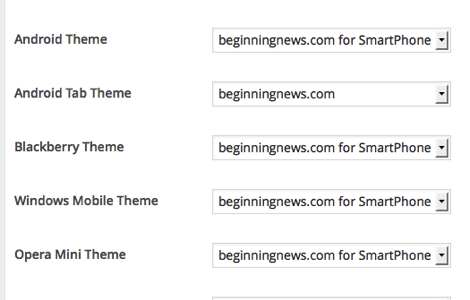 Android Theme beginningnews.com for SmartPhone
Android Tab Theme beginningnews.com
Blackberry Theme beginningnews.com for SmartPhone
Windows Mobile Theme beginningnews.com for SmartPhone
Opera Mini Theme beginningnews.com for SmartPhone